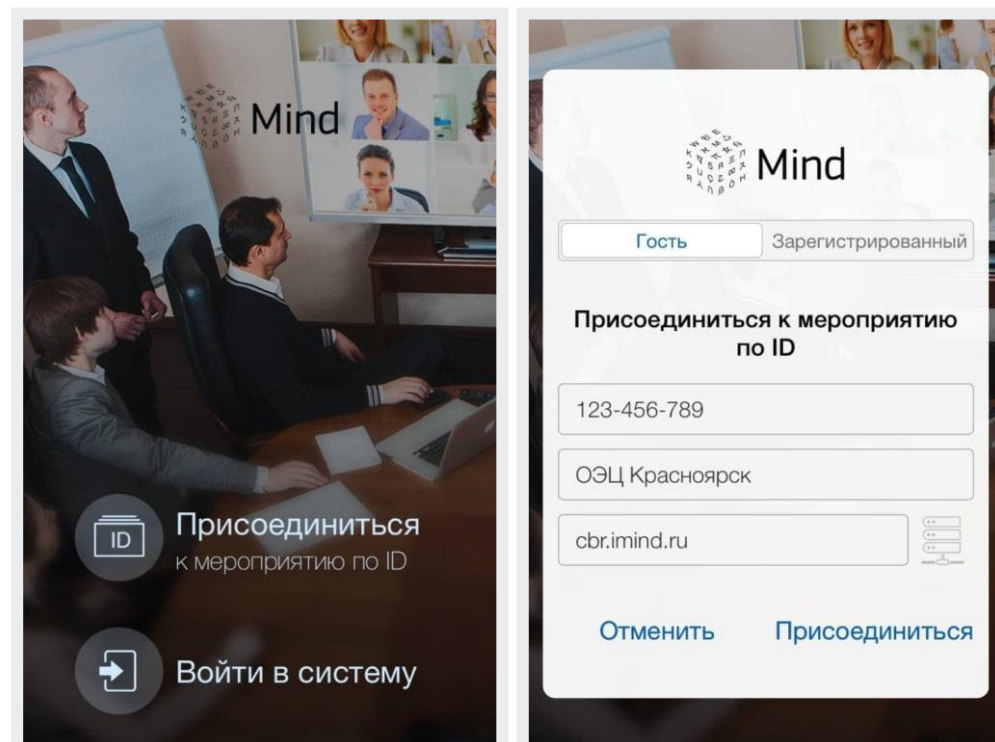 Mind
ID
Присоединиться
к мероприятию по ID
Войти в систему
Mind
Гость
Зарегистрированный
Присоединиться к мероприятию
по ID
123-456-789
ОЭЦ Красноярск
cbr.imind.ru
Отменить
Присоединиться